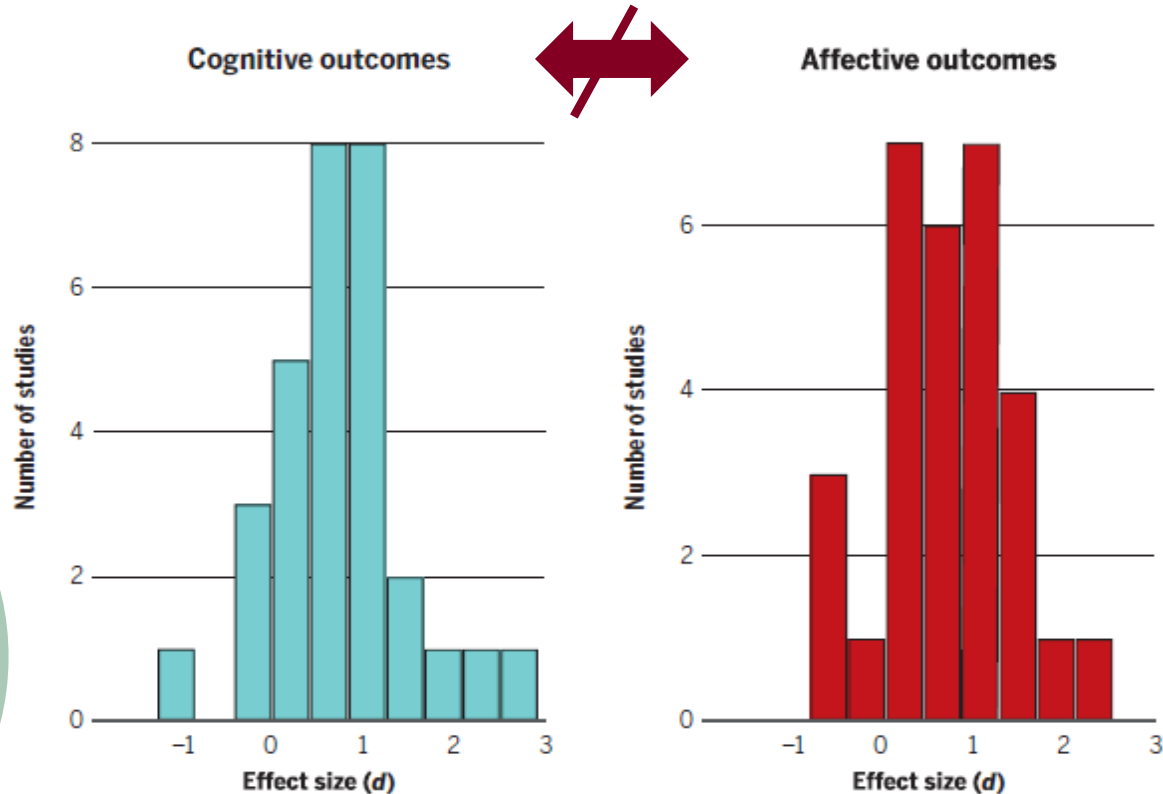 Cognitive outcomes
Affective outcomes
8
6
4
2
0
Number of studies
–1 0 1 2 3
Effect size (d)
6
4
2
0
Number of studies
–1 0 1 2 3
Effect size (d)